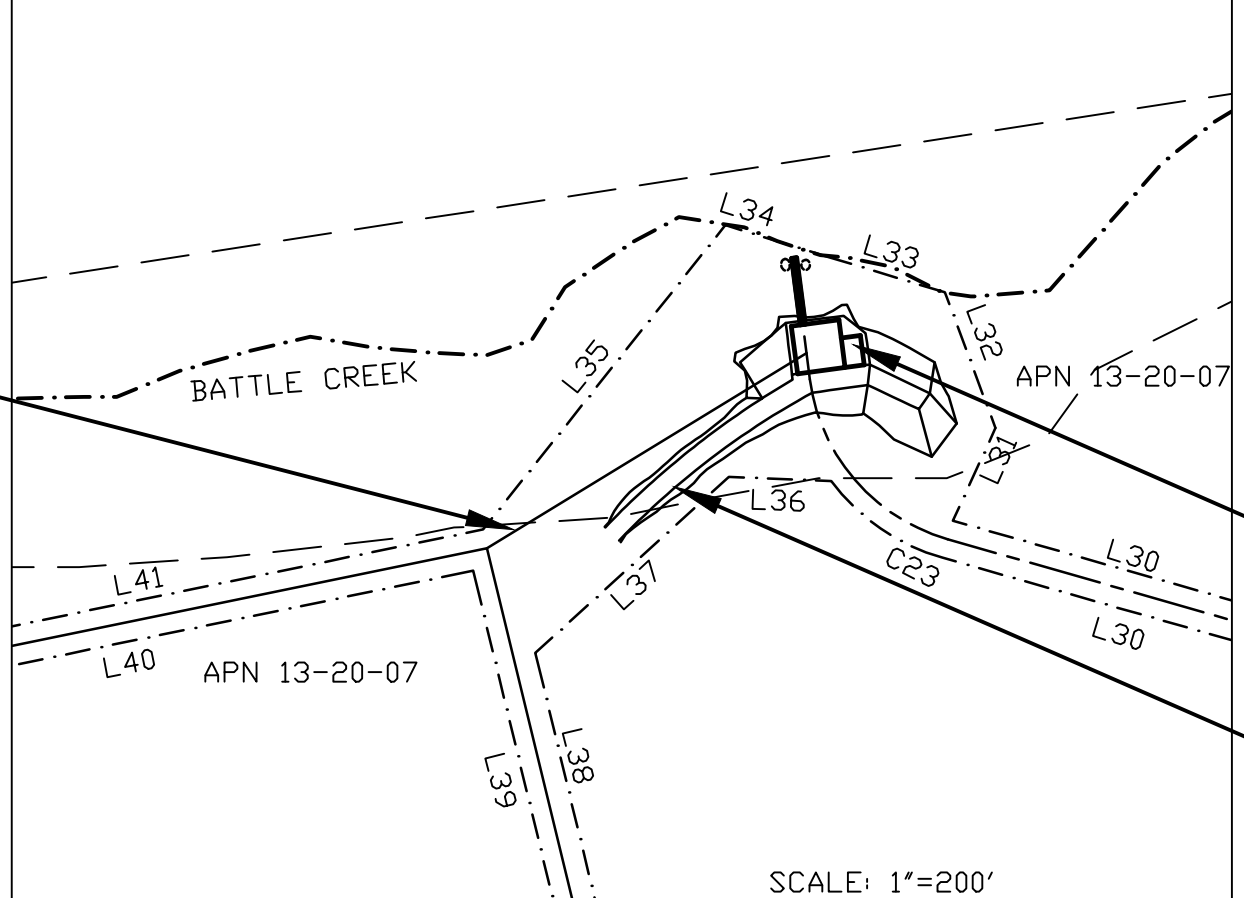 L34
L33
L32
L35
BATTLE CREEK
APN 13-20-07
L31
L36
L30
C23
L41
L37
L30
L40
APN 13-20-07
L38
L39
SCALE: 1"=200'